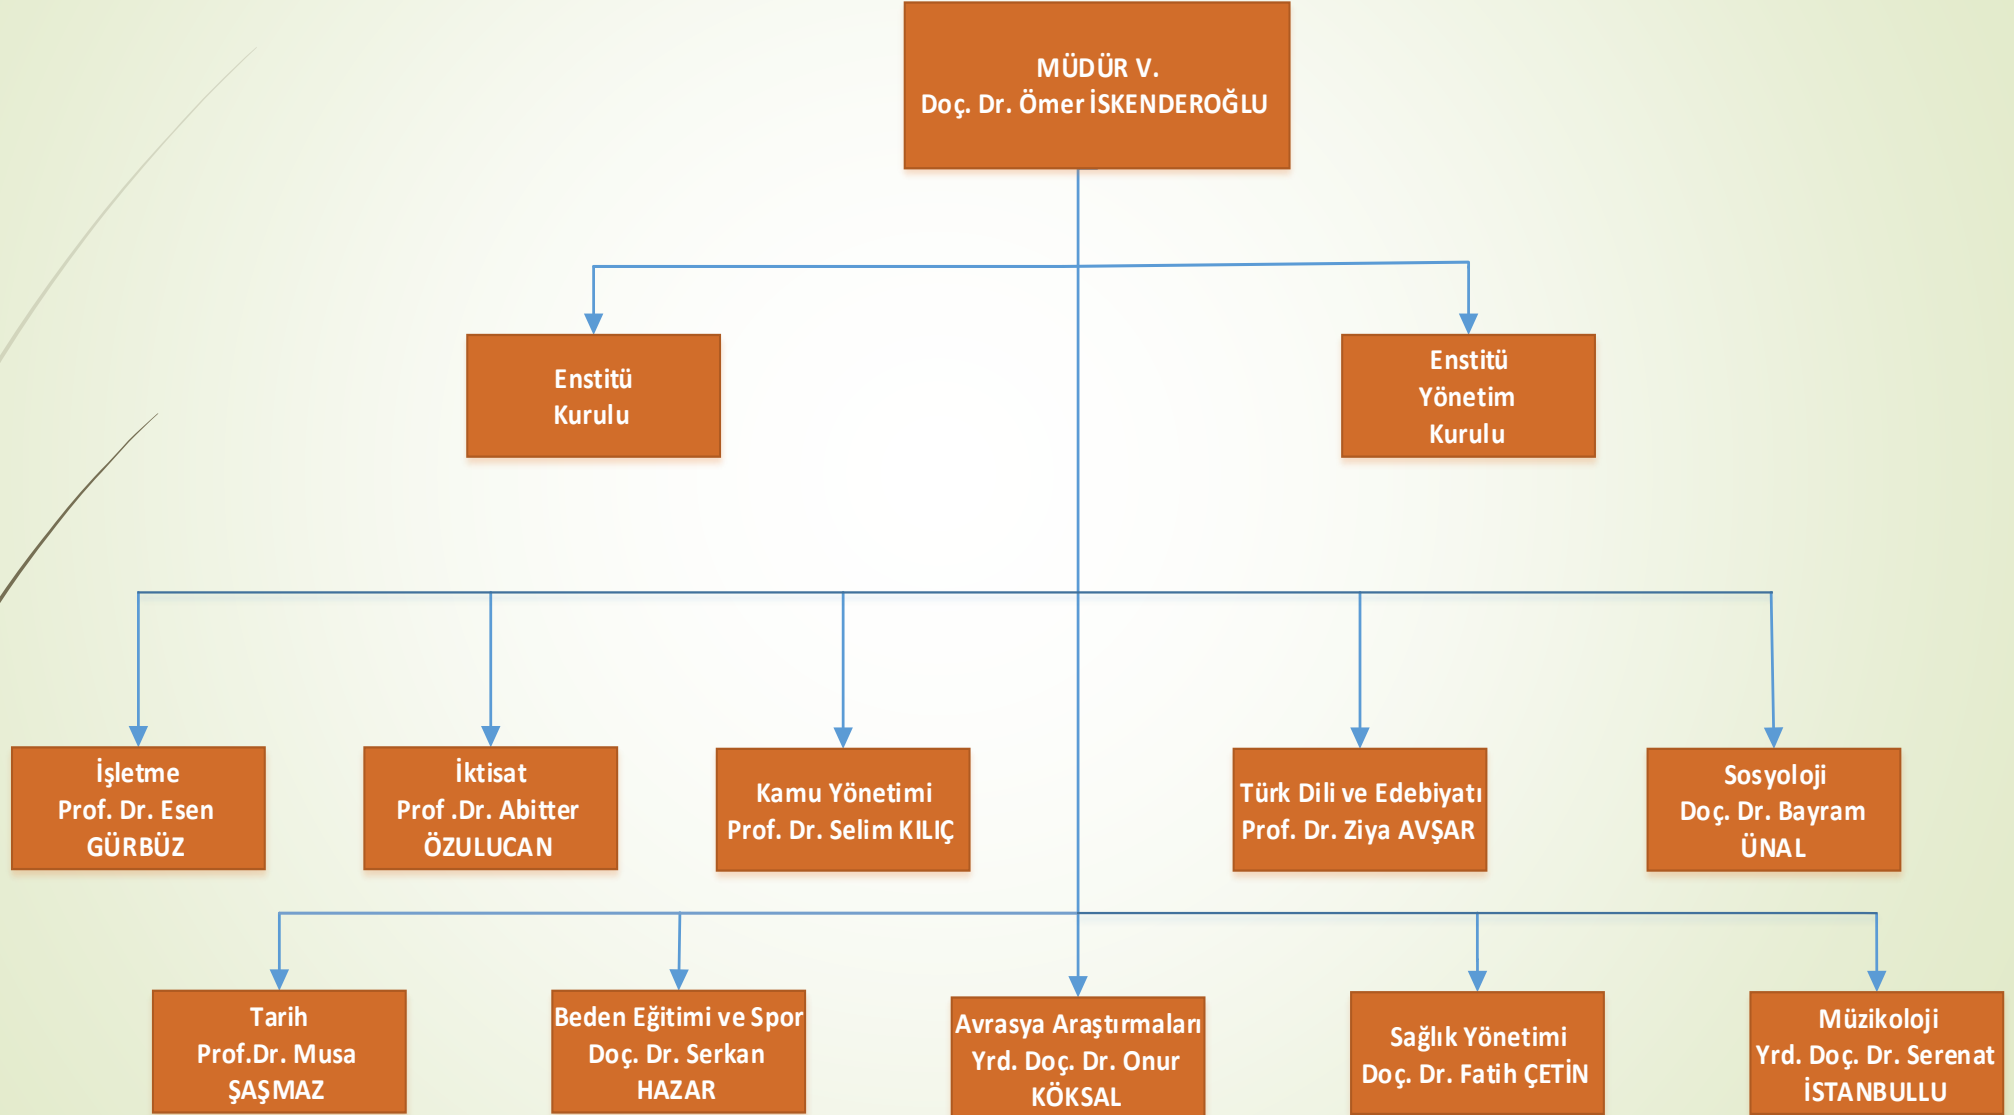 MÜDÜR V.
Doç. Dr. Ömer İSKENDEROĞLU
Enstitü
Kurulu
Enstitü
Yönetim
Kurulu
İşletme
Prof. Dr. Esen
GÜRBÜZ
İktisat
Prof .Dr. Abitter
ÖZULUCAN
Kamu Yönetimi
Prof. Dr. Selim KILIÇ
Türk Dili ve Edebiyatı
Prof. Dr. Ziya AVŞAR
Sosyoloji
Doç. Dr. Bayram
ÜNAL
Tarih
Prof.Dr. Musa
ŞAŞMAZ
Beden Eğitimi ve Spor
Doç. Dr. Serkan
HAZAR
Avrasya Araştırmaları
Yrd. Doç. Dr. Onur
KÖKSAL
Sağlık Yönetimi
Doç. Dr. Fatih ÇETİN
Müzikoloji
Yrd. Doç. Dr. Serenat
İSTANBULLU